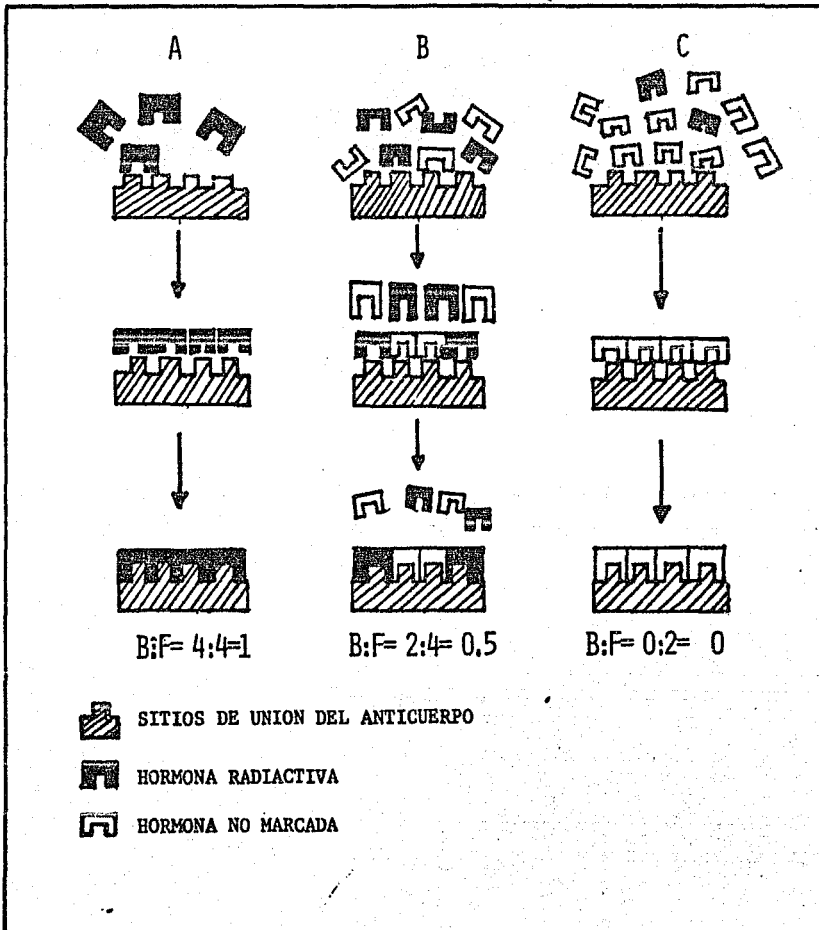 A B C
B:F= 4:4=1 B:F= 2:4= 0.5 B:F= 0:2= 0
SITIOS DE UNION DEL ANTICUERPO
HORMONA RADIACTIVA
HORMONA NO MARCADA